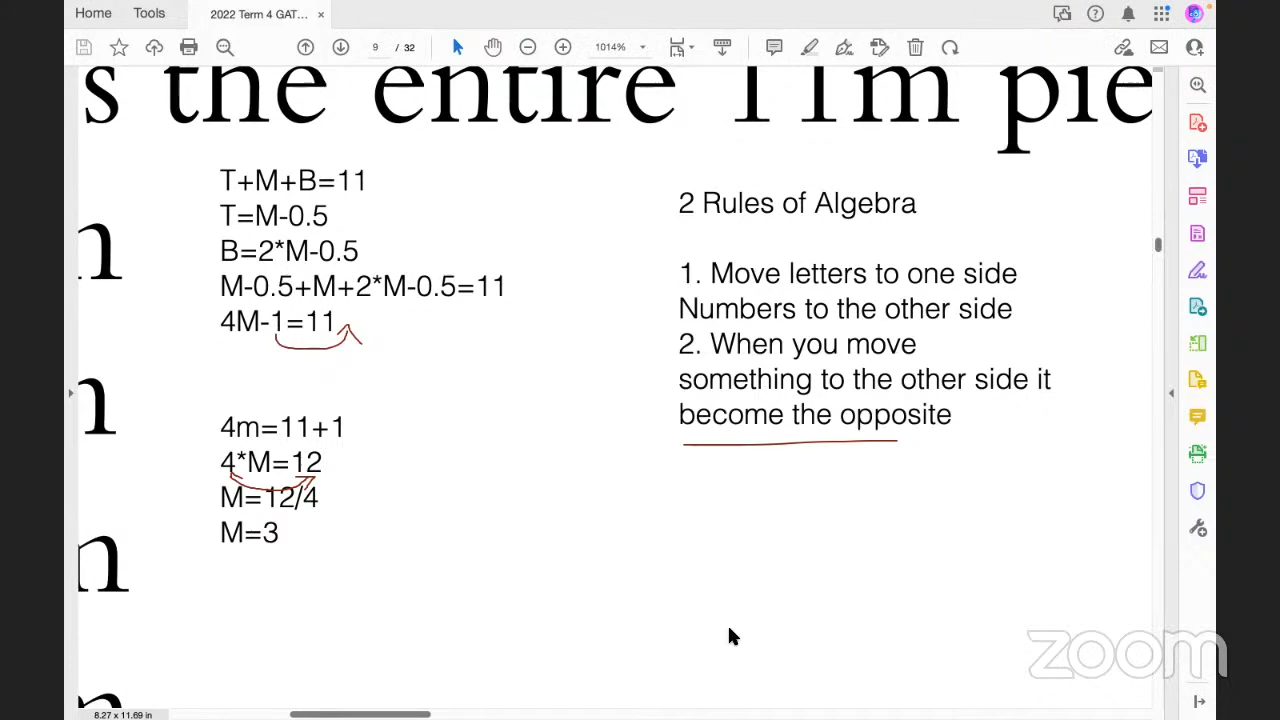 Home Tools 2022 Term 4 GAT... ×
9 / 32 1014%
s the entire 11m pie
T+M+B=11
T=M-0.5
B=2*M-0.5
M-0.5+M+2*M-0.5=11
4M-1=11
4m=11+1
4*M=12
M=12/4
M=3
2 Rules of Algebra
1. Move letters to one side
Numbers to the other side
2. When you move
something to the other side it
become the opposite
n
n
n
n
zoom
8.27 x 11.69 in